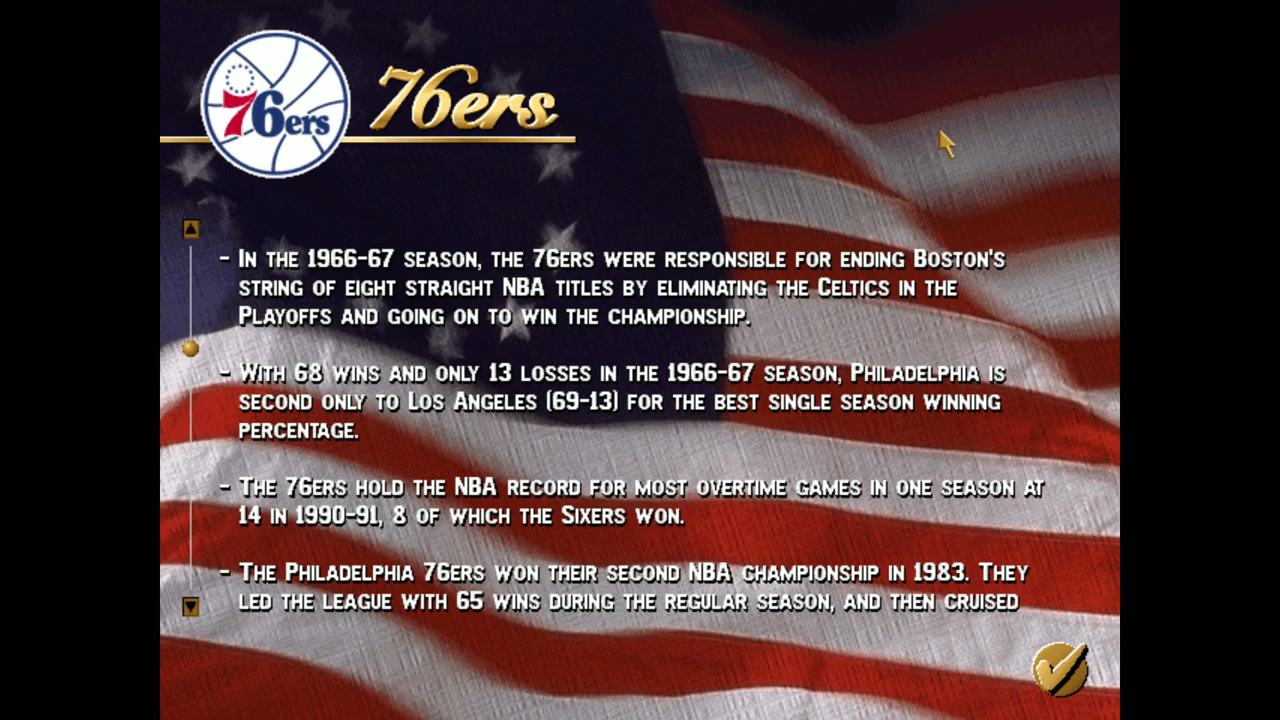 76ers
76ers
- In the 1966-67 season, the 76ers were responsible for ending Boston's
string of eight straight NBA titles by eliminating the Celtics in the
Playoffs and going on to win the championship.
- With 68 wins and only 13 losses in the 1966-67 season, Philadelphia is
second only to Los Angeles (69-13) for the best single season winning
percentage.
- The 76ers hold the NBA record for most overtime games in one season at
14 in 1990-91, 8 of which the Sixers won.
- The Philadelphia 76ers won their second NBA championship in 1983. They
led the league with 65 wins during the regular season, and then cruised